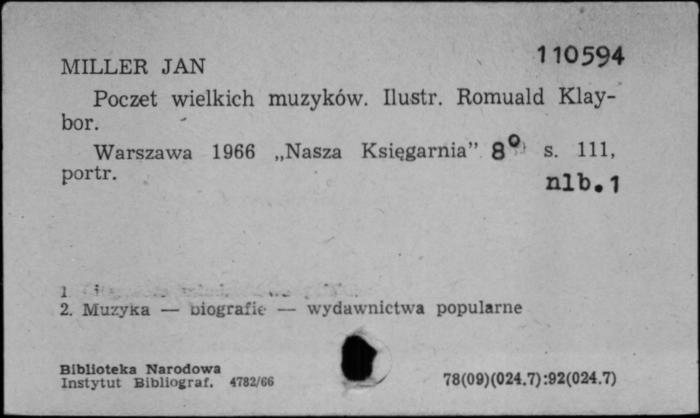 110594
MILLER JAN
Poczet wielkich muzyków. Ilustr. Romuald Klay-
bor.
Warszawa 1966 „Nasza Księgarnia” 8° s. 111,
portr.
nlb.1
1
2. Muzyka — biografie — wydawnictwa popularne
Biblioteka Narodowa
Instytut Bibliograf. 4782/66
78(09)(024.7):92(024.7)